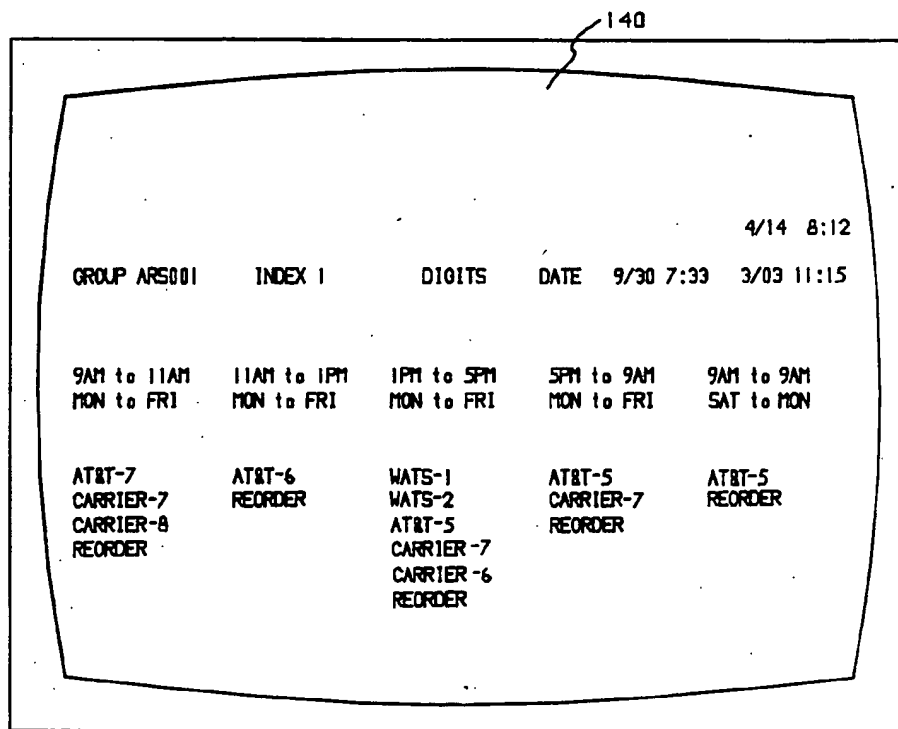 140
4/14 8:12
GROUP ARS001 INDEX 1 DIGITS DATE 9/30 7:33 3/03 11:15
9AM to 11AM 11AM to 1PM 1PM to 5PM 5PM to 9AM 9AM to 9AM
MON to FRI MON to FRI MON to FRI MON to FRI SAT to MON
AT&T-7 AT&T-6 WATS-1 AT&T-5 AT&T-5
CARRIER-7 REORDER WATS-2 CARRIER-7 REORDER
CARRIER-8 AT&T-5 REORDER
REORDER CARRIER-7
CARRIER-6
REORDER